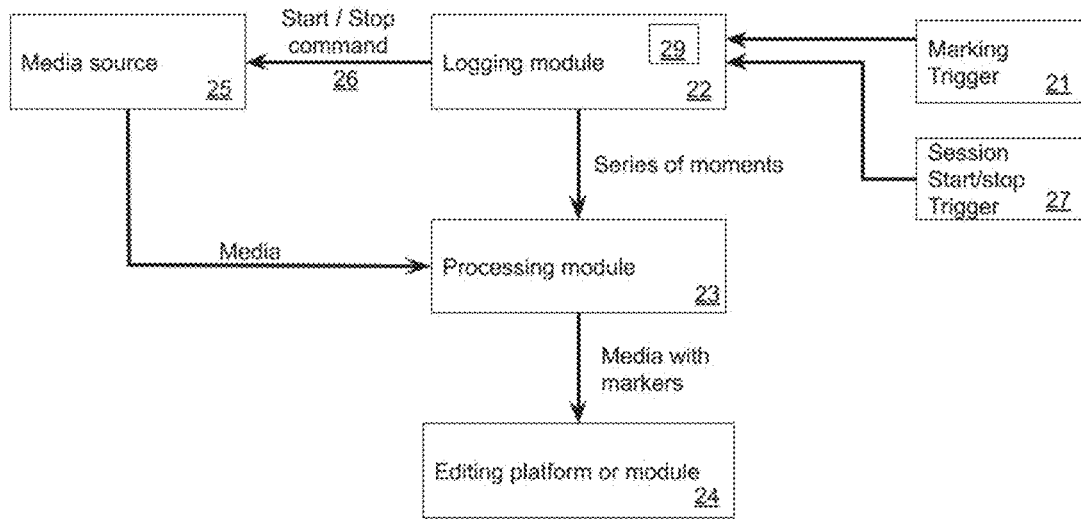 Start / Stop
command
26
Media source
25
Logging module
29
22
Marking
Trigger
21
Session
Start/stop
Trigger
27
Series of moments
Media
Processing module
23
Media with
markers
Editing platform or module
24